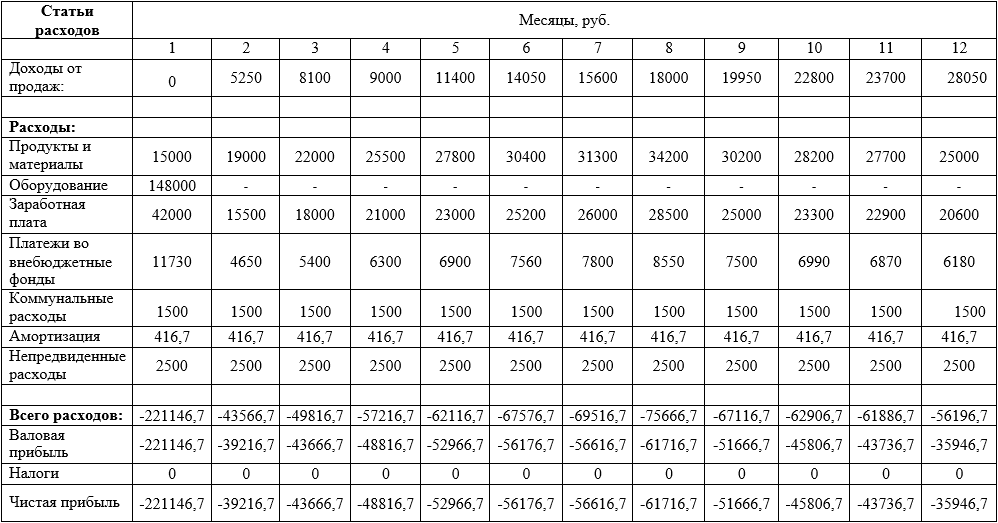 Статьи расходов Месяцы, руб.
1 2 3 4 5 6 7 8 9 10 11 12
Доходы от продаж: 0 5250 8100 9000 11400 14050 15600 18000 19950 22800 23700 28050
Расходы:
Продукты и материалы 15000 19000 22000 25500 27800 30400 31300 34200 30200 28200 27700 25000
Оборудование 148000 - - - - - - - - - - -
Заработная плата 42000 15500 18000 21000 23000 25200 26000 28500 25000 23300 22900 20600
Платежи во внебюджетные фонды 11730 4650 5400 6300 6900 7560 7800 8550 7500 6990 6870 6180
Коммунальные расходы 1500 1500 1500 1500 1500 1500 1500 1500 1500 1500 1500 1500
Амортизация 416,7 416,7 416,7 416,7 416,7 416,7 416,7 416,7 416,7 416,7 416,7 416,7
Непредвиденные расходы 2500 2500 2500 2500 2500 2500 2500 2500 2500 2500 2500 2500
Всего расходов: -221146,7 -43566,7 -49816,7 -57216,7 -62116,7 -67576,7 -69516,7 -75666,7 -67116,7 -62906,7 -61886,7 -56196,7
Валовая прибыль -221146,7 -39216,7 -43666,7 -48816,7 -52966,7 -56176,7 -56616,7 -61716,7 -51666,7 -45806,7 -43736,7 -35946,7
Налоги 0 0 0 0 0 0 0 0 0 0 0 0
Чистая прибыль -221146,7 -39216,7 -43666,7 -48816,7 -52966,7 -56176,7 -56616,7 -61716,7 -51666,7 -45806,7 -43736,7 -35946,7